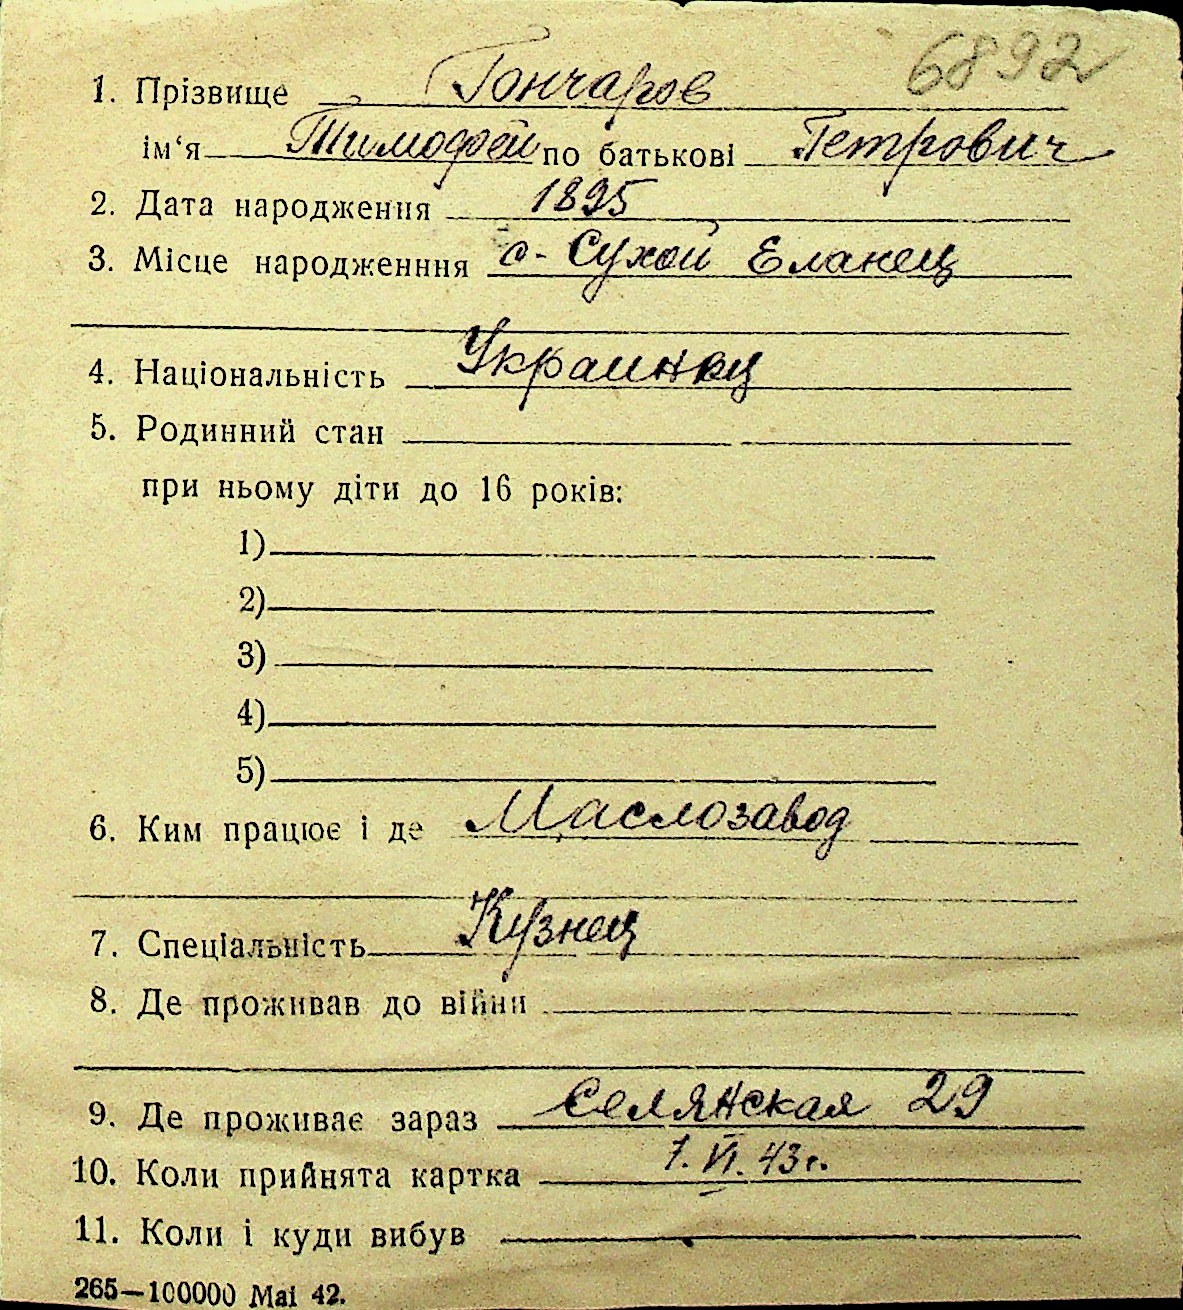 6892
1. Прізвище Гончаров
ім‘я Тимофей по батькові Петрович
2. Дата народження 1895
3. Місце народженння с. Сухой Еланец
4. Національність Украинец
5. Родинний стан
при ньому діти до 16 років:
1)
2)
3)
4)
5)
6. Ким працює і де Маслозавод
7. Спеціальність Кузнец
8. Де проживав до війни
9. Де проживає зараз Селянская 29
10. Коли прийнята картка 1. VI. 43 г.
11. Коли і куди вибув
265—100000 Mai 42.